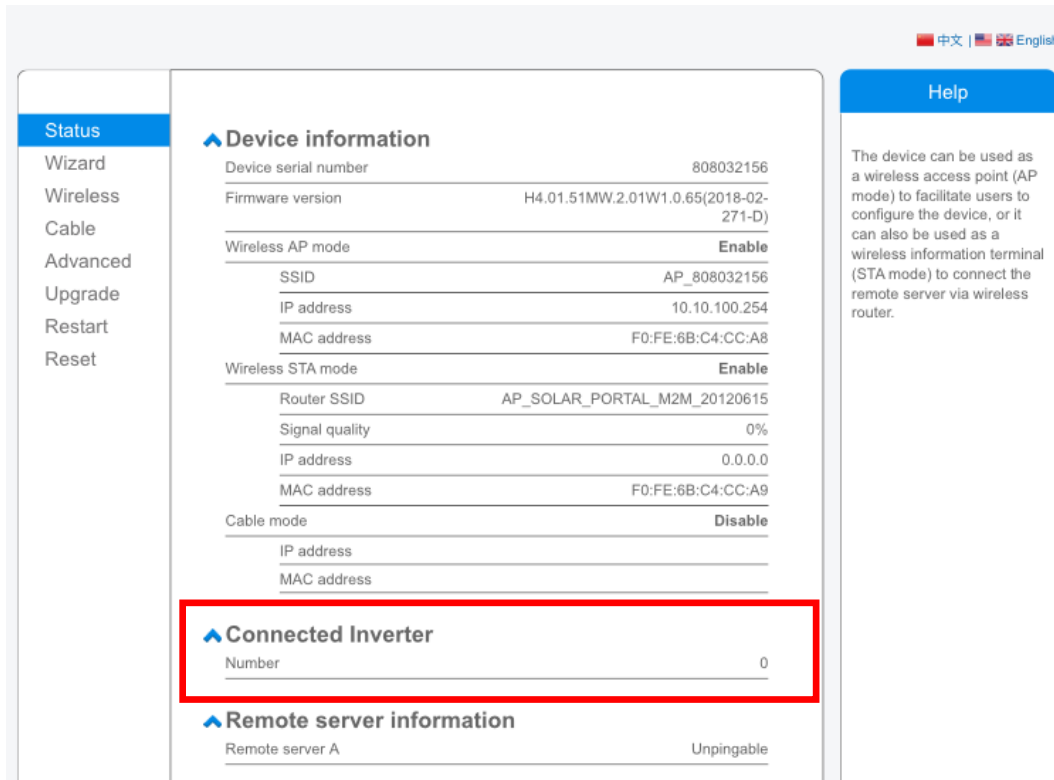 中文 | English
Help
Status
Wizard
Wireless
Cable
Advanced
Upgrade
Restart
Reset
Device information
Device serial number 808032156
Firmware version H4.01.51MW.2.01W1.0.65(2018-02-
271-D)
Wireless AP mode Enable
SSID AP_808032156
IP address 10.10.100.254
MAC address F0:FE:6B:C4:CC:A8
Wireless STA mode Enable
Router SSID AP_SOLAR_PORTAL_M2M_20120615
Signal quality 0%
IP address 0.0.0.0
MAC address F0:FE:6B:C4:CC:A9
Cable mode Disable
IP address
MAC address
Connected Inverter
Number 0
Remote server information
Remote server A Unpingable
The device can be used as
a wireless access point (AP
mode) to facilitate users to
configure the device, or it
can also be used as a
wireless information terminal
(STA mode) to connect the
remote server via wireless
router.